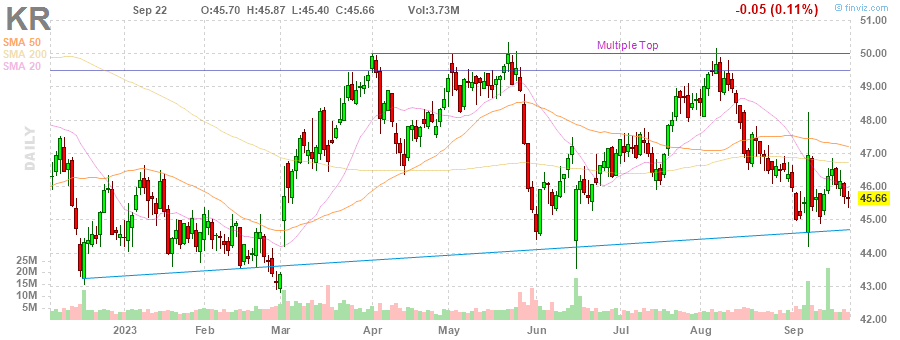 KR
Sep 22 O:45.70 H:45.87 L:45.40 C:45.66 Vol:3.73M -0.05 (0.11%) finviz.com
51.00
SMA 50
SMA 200
SMA 20
Multiple Top
50.00
49.00
48.00
DAILY
47.00
46.00
45.66
45.00
44.00
25M
20M
15M
10M
5M
43.00
42.00
2023 Feb Mar Apr May Jun Jul Aug Sep